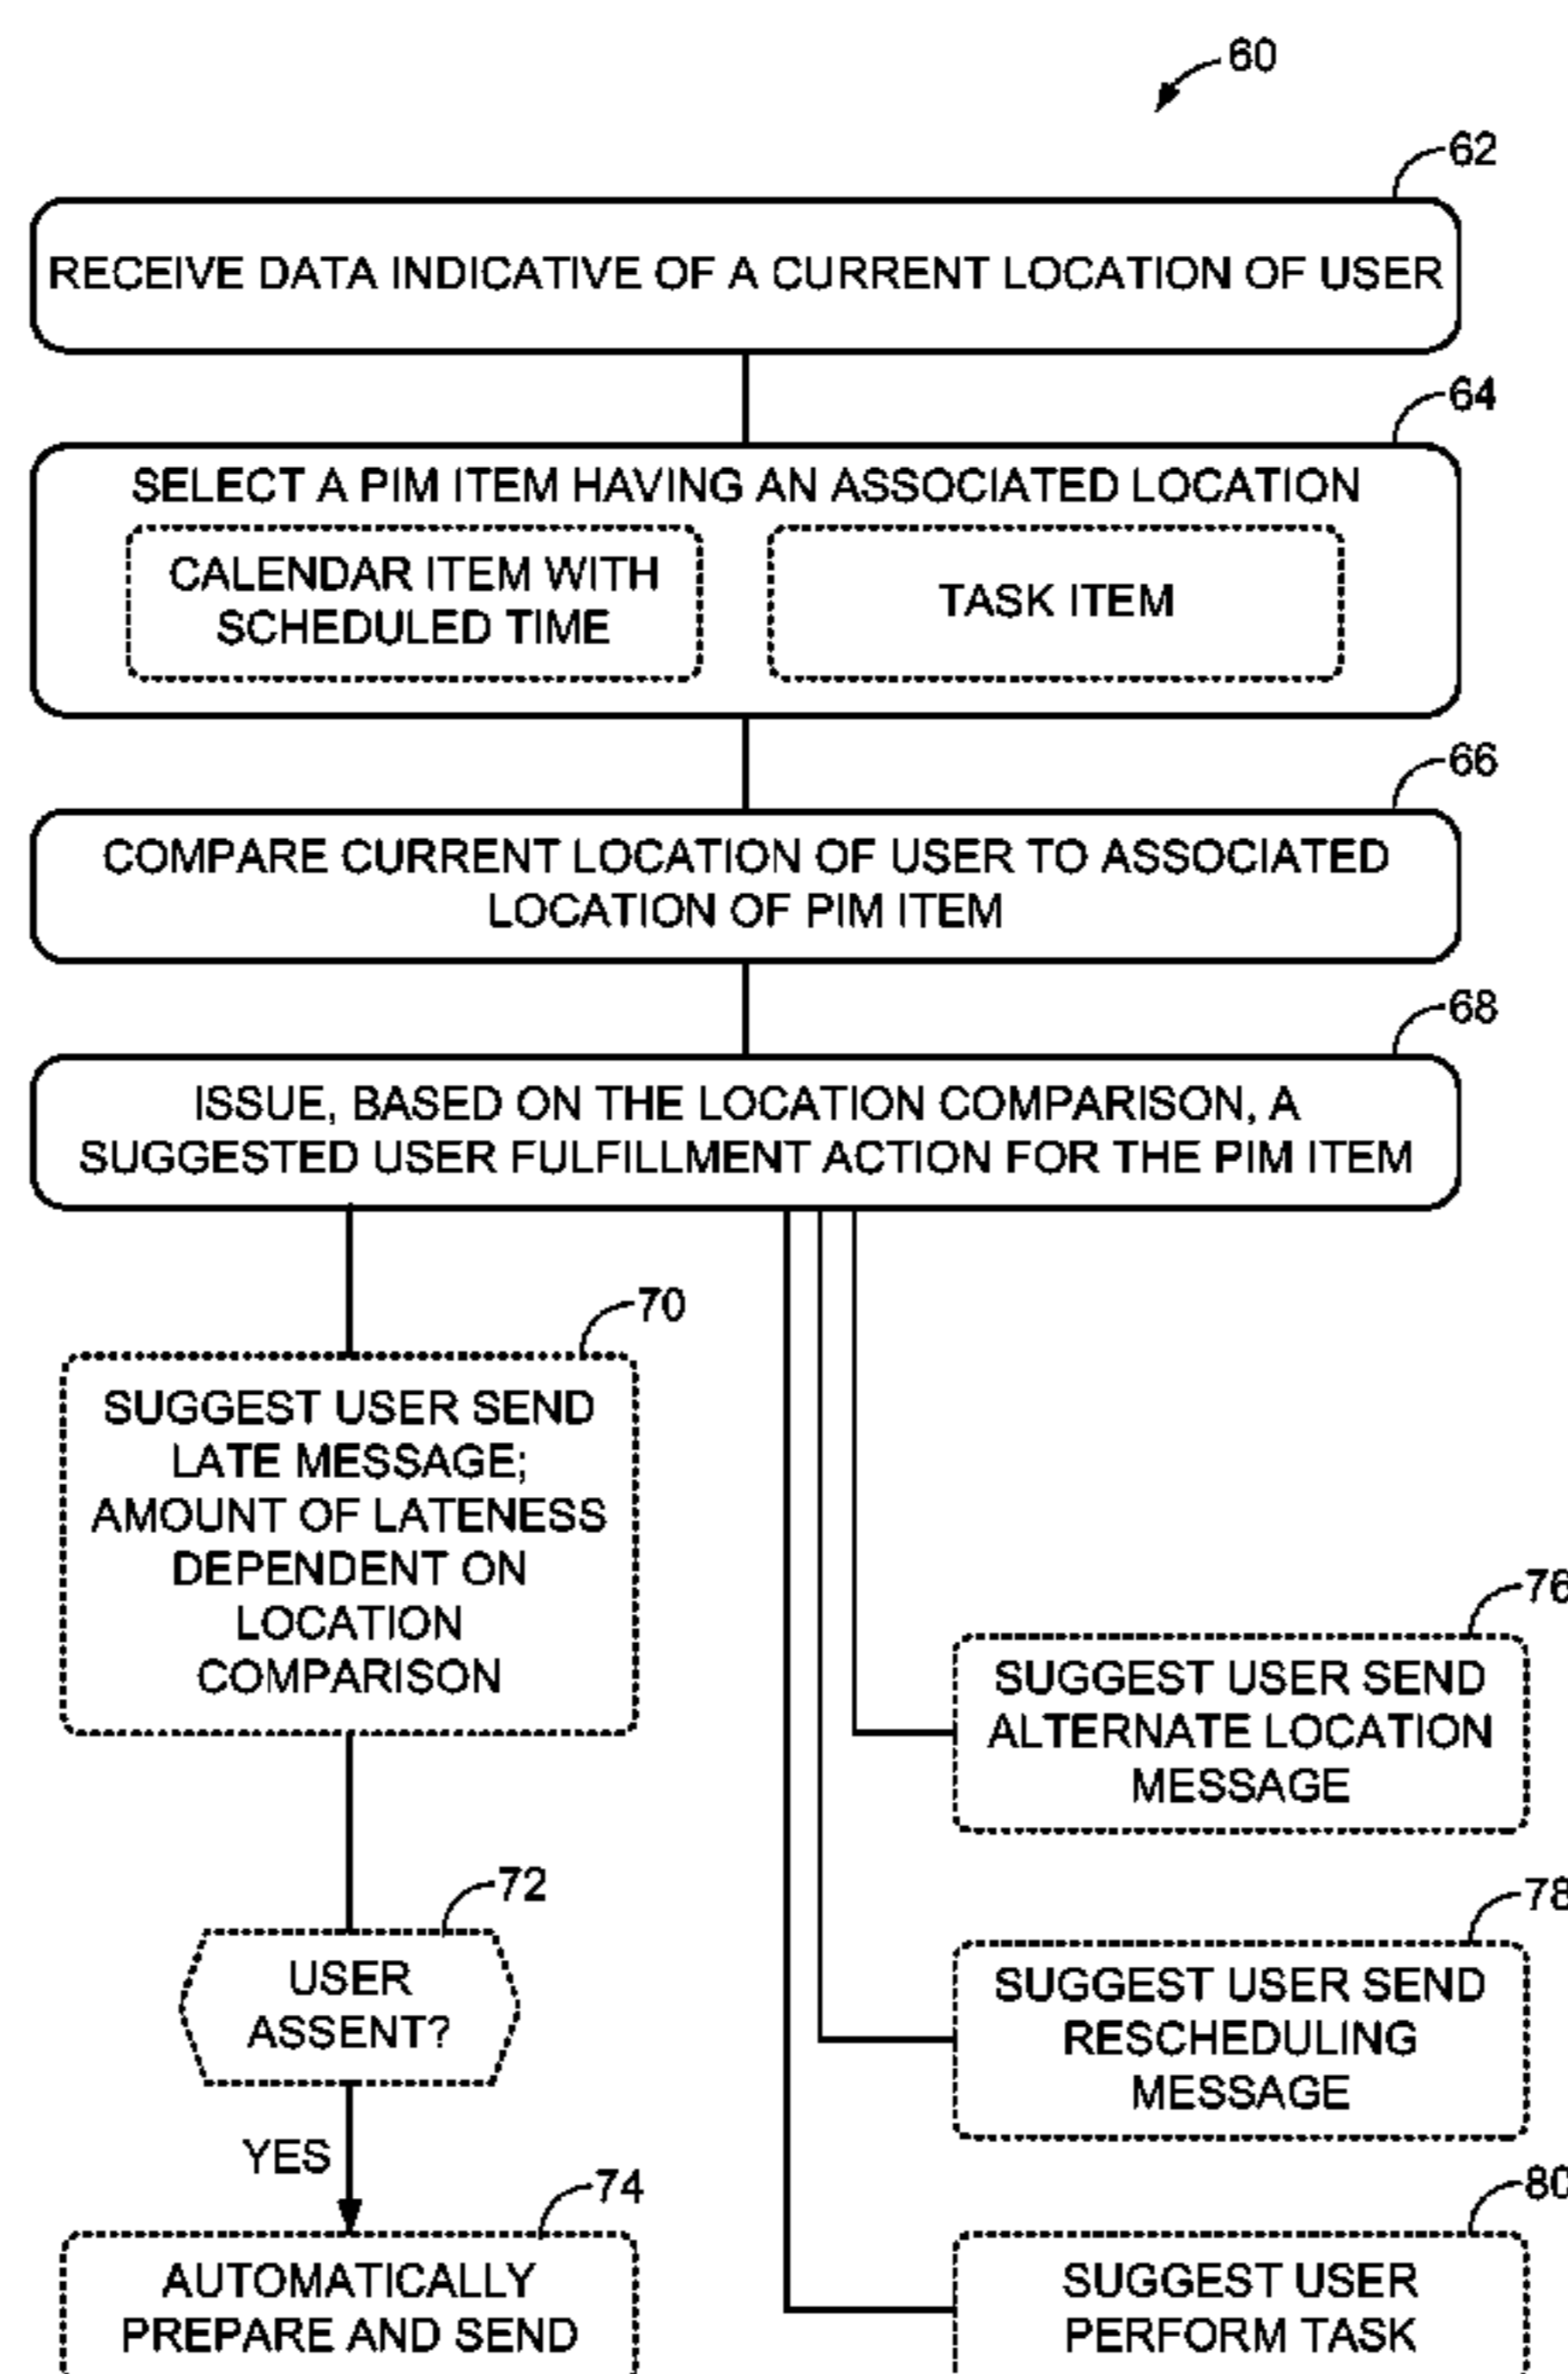 60
62
RECEIVE DATA INDICATIVE OF A CURRENT LOCATION OF USER
64
SELECT A PIM ITEM HAVING AN ASSOCIATED LOCATION
CALENDAR ITEM WITH
SCHEDULED TIME
TASK ITEM
66
COMPARE CURRENT LOCATION OF USER TO ASSOCIATED
LOCATION OF PIM ITEM
68
ISSUE, BASED ON THE LOCATION COMPARISON, A
SUGGESTED USER FULFILLMENT ACTION FOR THE PIM ITEM
70
SUGGEST USER SEND
LATE MESSAGE;
AMOUNT OF LATENESS
DEPENDENT ON
LOCATION
COMPARISON
72
USER
ASSENT?
YES
74
AUTOMATICALLY
PREPARE AND SEND
76
SUGGEST USER SEND
ALTERNATE LOCATION
MESSAGE
78
SUGGEST USER SEND
RESCHEDULING
MESSAGE
80
SUGGEST USER
PERFORM TASK